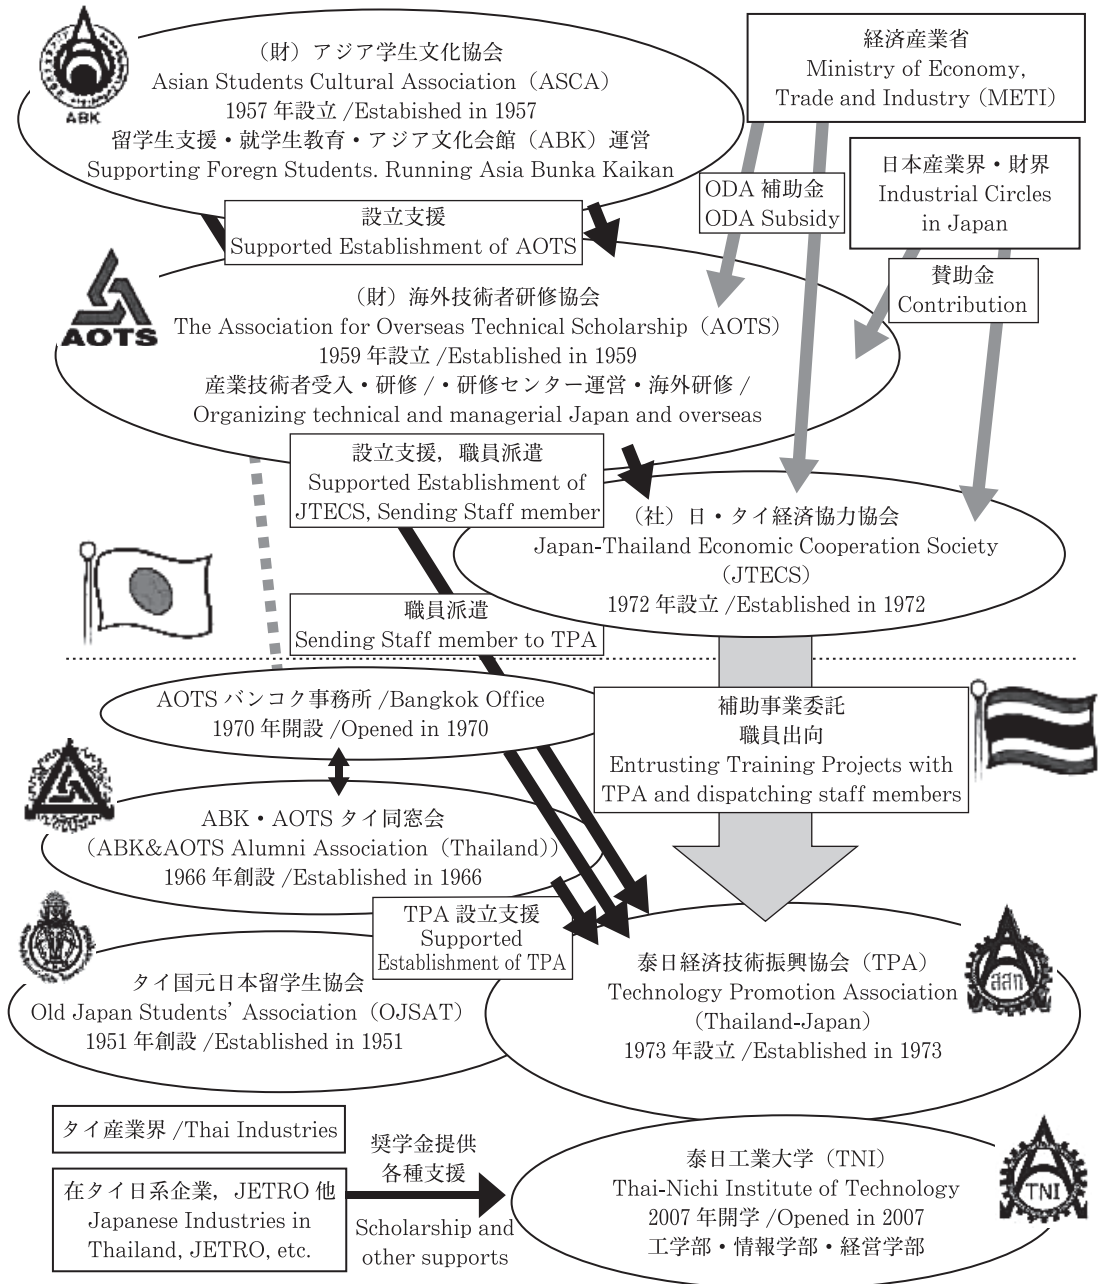 ABK
（財）アジア学生文化協会
Asian Students Cultural Association（ASCA）
1957 年設立 /Estabished in 1957
留学生支援・就学生教育・アジア文化会館（ABK）運営
Supporting Foregn Students. Running Asia Bunka Kaikan
経済産業省
Ministry of Economy,
Trade and Industry（METI）
日本産業界・財界
Industrial Circles
in Japan
ODA 補助金
ODA Subsidy
設立支援
Supported Establishment of AOTS
賛助金
Contribution
AOTS
（財）海外技術者研修協会
The Association for Overseas Technical Scholarship（AOTS）
1959 年設立 /Established in 1959
産業技術者受入・研修 /・研修センター運営・海外研修 /
Organizing technical and managerial Japan and overseas
設立支援，職員派遣
Supported Establishment of
JTECS, Sending Staff member
（社）日・タイ経済協力協会
Japan-Thailand Economic Cooperation Society
（JTECS）
1972 年設立 /Established in 1972
職員派遣
Sending Staff member to TPA
AOTS バンコク事務所 /Bangkok Office
1970 年開設 /Opened in 1970
補助事業委託
職員出向
Entrusting Training Projects with
TPA and dispatching staff members
ABK・AOTS タイ同窓会
（ABK&AOTS Alumni Association（Thailand））
1966 年創設 /Established in 1966
TPA 設立支援
Supported
Establishment of TPA
タイ国元日本留学生協会
Old Japan Students' Association（OJSAT）
1951 年創設 /Established in 1951
泰日経済技術振興協会（TPA）
Technology Promotion Association
（Thailand-Japan）
1973 年設立 /Established in 1973
สสท
タイ産業界 /Thai Industries
在タイ日系企業，JETRO 他
Japanese Industries in
Thailand, JETRO, etc.
奨学金提供
各種支援
Scholarship and
other supports
泰日工業大学（TNI）
Thai-Nichi Institute of Technology
2007 年開学 /Opened in 2007
工学部・情報学部・経営学部
TNI